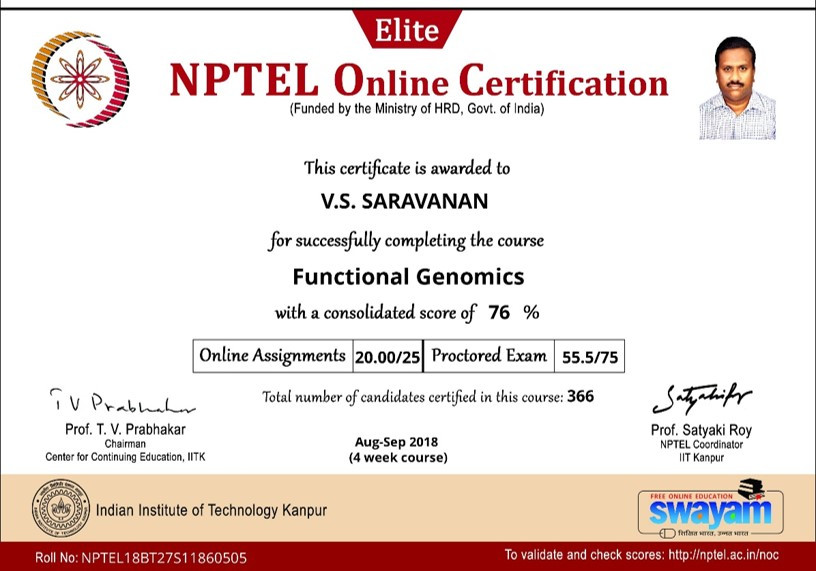 Elite
NPTEL Online Certification
(Funded by the Ministry of HRD, Govt. of India)
This certificate is awarded to
V.S. SARAVANAN
for successfully completing the course
Functional Genomics
with a consolidated score of 76 %
Online Assignments 20.00/25 Proctored Exam 55.5/75
Total number of candidates certified in this course: 366
T V Prabhakar
Prof. T. V. Prabhakar
Chairman
Center for Continuing Education, IITK
Aug-Sep 2018
(4 week course)
Prof. Satyaki Roy
NPTEL Coordinator
IIT Kanpur
Indian Institute of Technology Kanpur
FREE ONLINE EDUCATION
swayam
शिक्षित भारत, उन्नत भारत
Roll No: NPTEL18BT27S11860505
To validate and check scores: http://nptel.ac.in/noc